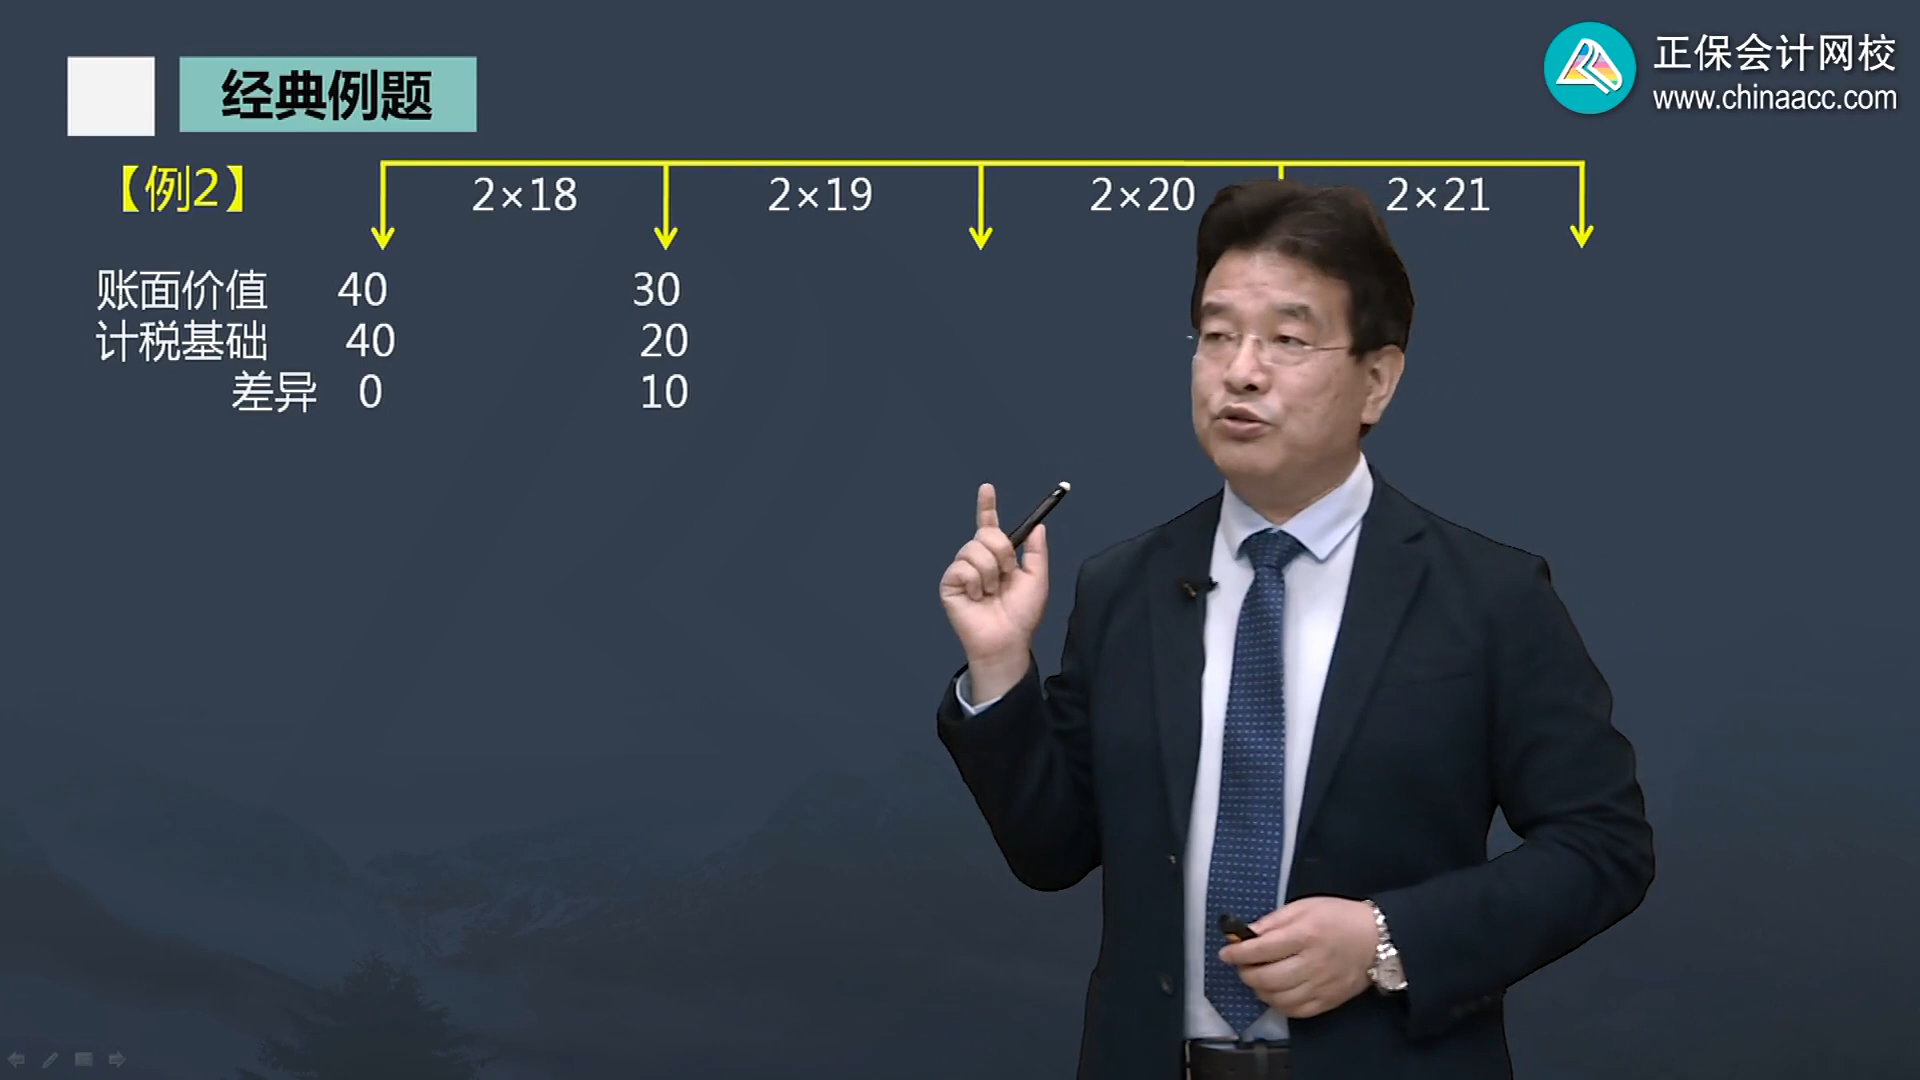 正保会计网校
www.chinaacc.com
经典例题
【例2】
2×18 2×19 2×20 2×21
账面价值 40 30
计税基础 40 20
差异 0 10